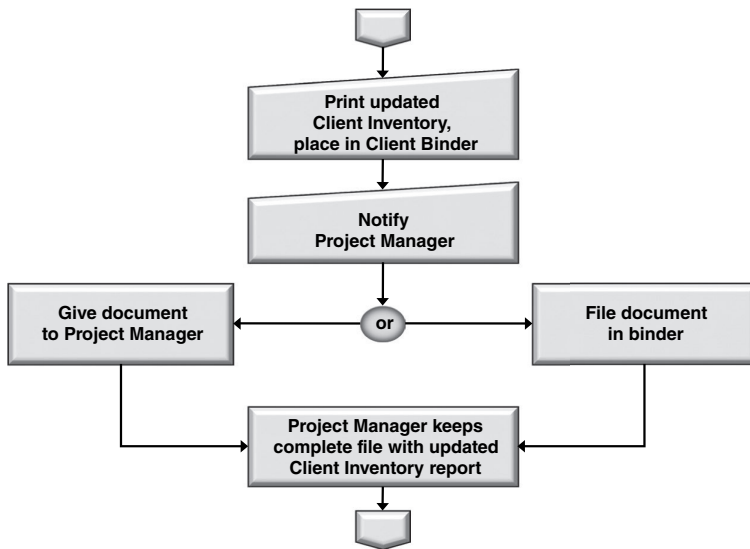 Print updated
Client Inventory,
place in Client Binder
Notify
Project Manager
Give document
to Project Manager
or
File document
in binder
Project Manager keeps
complete file with updated
Client Inventory report